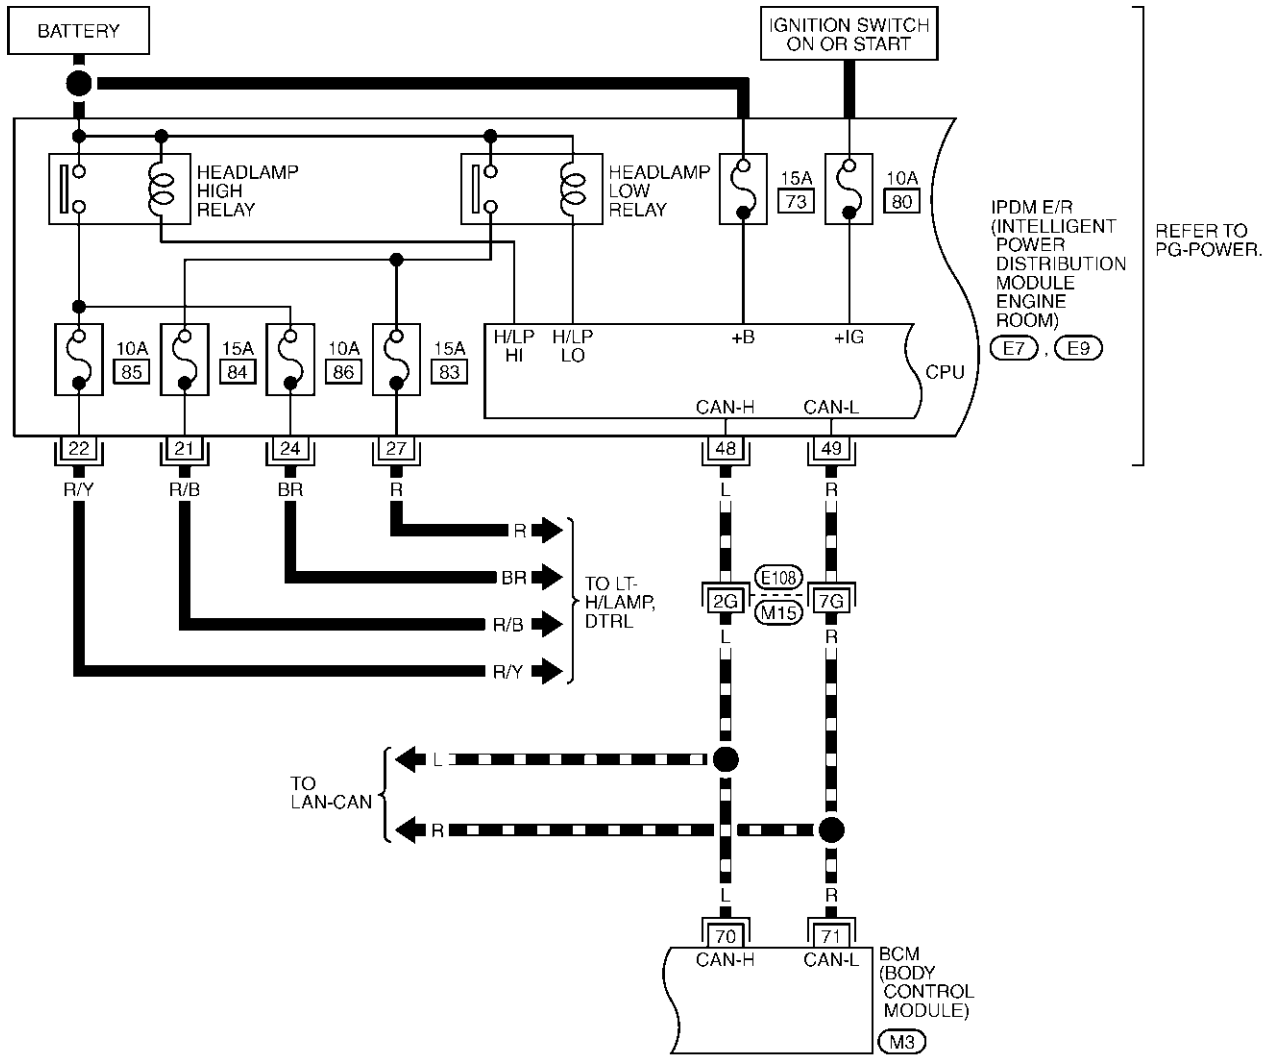 BATTERY
IGNITION SWITCH
ON OR START
HEADLAMP
HIGH
RELAY
HEADLAMP
LOW
RELAY
15A
73
10A
80
IPDM E/R
(INTELLIGENT
POWER
DISTRIBUTION
MODULE
ENGINE
ROOM)
E7 , E9
REFER TO
PG-POWER.
10A
85
15A
84
10A
86
15A
83
H/LP
HI
H/LP
LO
+B
+IG
CPU
CAN-H
CAN-L
22
21
24
27
48
49
R/Y
R/B
BR
R
L
R
R
BR
R/B
R/Y
TO LT-
H/LAMP,
DTRL
2G
E108
M15
7G
L
R
TO
LAN-CAN
L
R
L
R
70
71
CAN-H
CAN-L
BCM
(BODY
CONTROL
MODULE)
M3